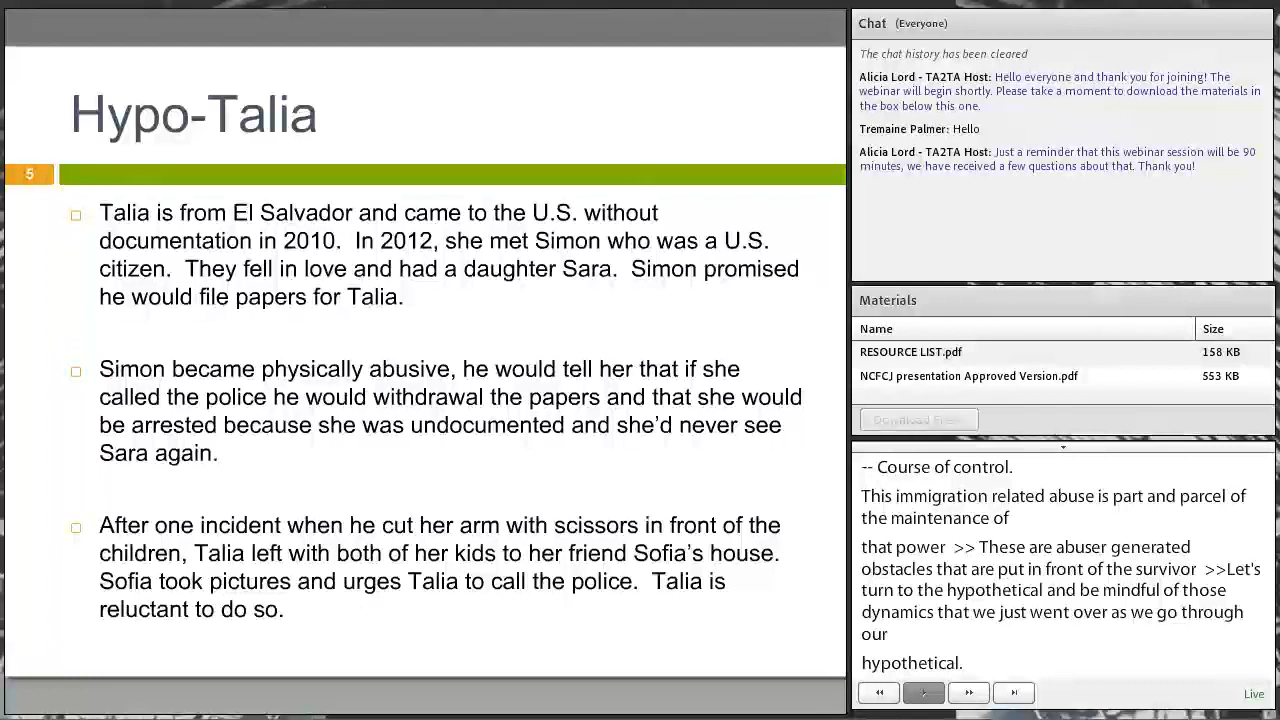 Hypo-Talia
5
Talia is from El Salvador and came to the U.S. without
documentation in 2010.  In 2012, she met Simon who was a U.S.
citizen.  They fell in love and had a daughter Sara.  Simon promised
he would file papers for Talia.
Simon became physically abusive, he would tell her that if she
called the police he would withdrawal the papers and that she would
be arrested because she was undocumented and she'd never see
Sara again.
After one incident when he cut her arm with scissors in front of the
children, Talia left with both of her kids to her friend Sofia's house.
Sofia took pictures and urges Talia to call the police.  Talia is
reluctant to do so.
Chat (Everyone)
The chat history has been cleared
Alicia Lord - TA2TA Host: Hello everyone and thank you for joining! The
webinar will begin shortly. Please take a moment to download the materials in
the box below this one.
Tremaine Palmer: Hello
Alicia Lord - TA2TA Host: Just a reminder that this webinar session will be 90
minutes, we have received a few questions about that. Thank you!
Materials
Name Size
RESOURCE LIST.pdf 158 KB
NCFCJ presentation Approved Version.pdf 553 KB
-- Course of control.
This immigration related abuse is part and parcel of
the maintenance of
that power  >> These are abuser generated
obstacles that are put in front of the survivor  >>Let's
turn to the hypothetical and be mindful of those
dynamics that we just went over as we go through
our
hypothetical.
Live